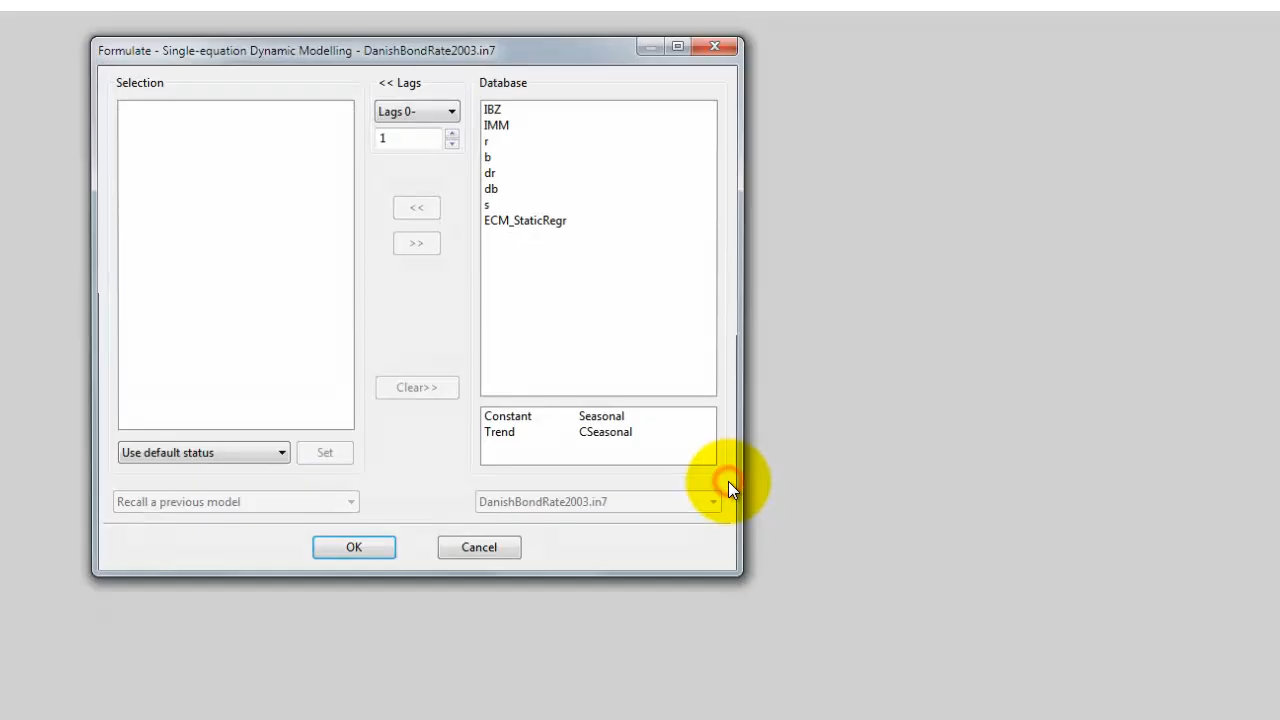 Formulate - Single-equation Dynamic Modelling - DanishBondRate2003.in7
Selection
<< Lags
Database
Lags 0-
1
<<
>>
Clear>>
IBZ
IMM
r
b
dr
db
s
ECM_StaticRegr
Constant Seasonal
Trend CSeasonal
Use default status
Set
Recall a previous model
DanishBondRate2003.in7
OK
Cancel